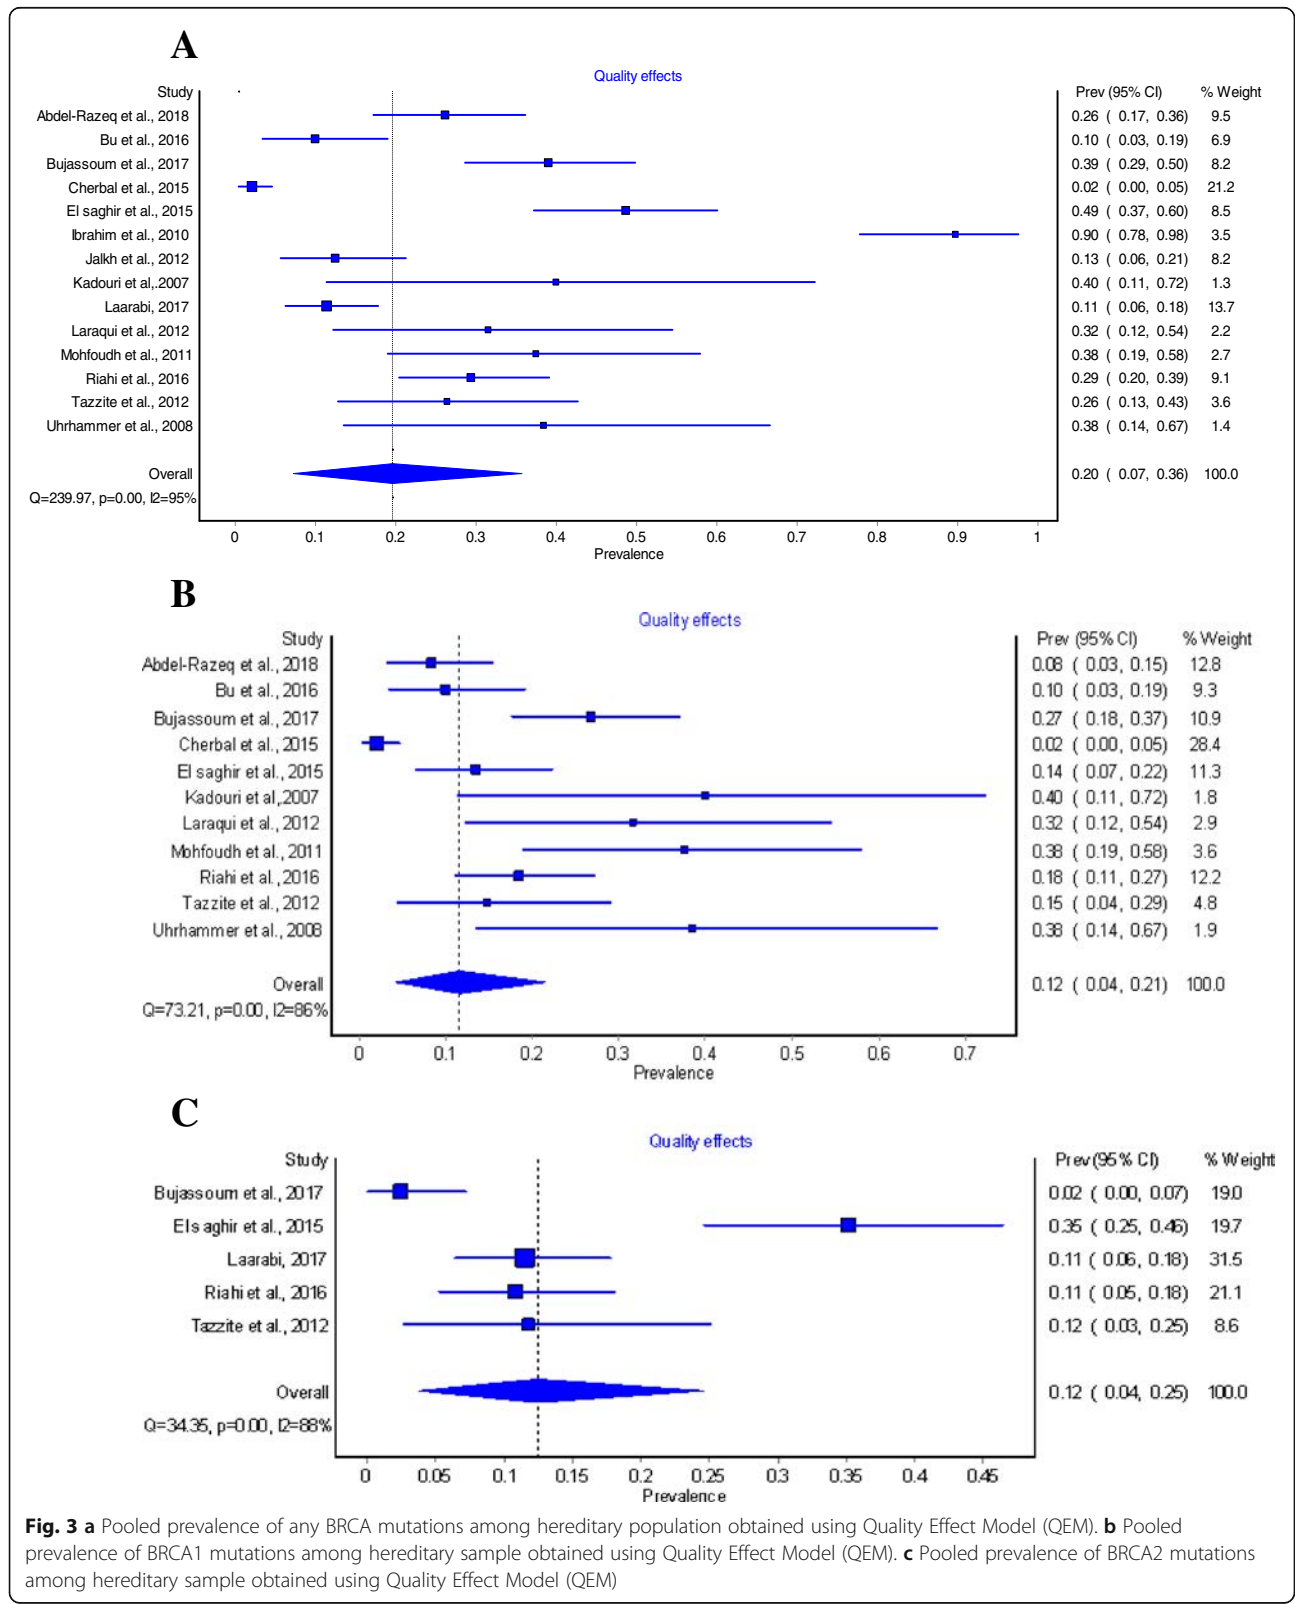 A
Quality effects
Study Prev (95% CI) % Weight
Abdel-Razeq et al., 2018 0.26 ( 0.17, 0.36) 9.5
Bu et al., 2016 0.10 ( 0.03, 0.19) 6.9
Bujassoum et al., 2017 0.39 ( 0.29, 0.50) 8.2
Cherbal et al., 2015 0.02 ( 0.00, 0.05) 21.2
El saghir et al., 2015 0.49 ( 0.37, 0.60) 8.5
Ibrahim et al., 2010 0.90 ( 0.78, 0.98) 3.5
Jalkh et al., 2012 0.13 ( 0.06, 0.21) 8.2
Kadouri et al,.2007 0.40 ( 0.11, 0.72) 1.3
Laarabi, 2017 0.11 ( 0.06, 0.18) 13.7
Laraqui et al., 2012 0.32 ( 0.12, 0.54) 2.2
Mohfoudh et al., 2011 0.38 ( 0.19, 0.58) 2.7
Riahi et al., 2016 0.29 ( 0.20, 0.39) 9.1
Tazzite et al., 2012 0.26 ( 0.13, 0.43) 3.6
Uhrhammer et al., 2008 0.38 ( 0.14, 0.67) 1.4
Overall 0.20 ( 0.07, 0.36) 100.0
Q=239.97, p=0.00, I2=95%
0 0.1 0.2 0.3 0.4 0.5 0.6 0.7 0.8 0.9 1
Prevalence
B
Quality effects
Study Prev (95% CI) % Weight
Abdel-Razeq et al., 2018 0.08 ( 0.03, 0.15) 12.8
Bu et al., 2016 0.10 ( 0.03, 0.19) 9.3
Bujassoum et al., 2017 0.27 ( 0.18, 0.37) 10.9
Cherbal et al., 2015 0.02 ( 0.00, 0.05) 28.4
El saghir et al., 2015 0.14 ( 0.07, 0.22) 11.3
Kadouri et al,.2007 0.40 ( 0.11, 0.72) 1.8
Laraqui et al., 2012 0.32 ( 0.12, 0.54) 2.9
Mohfoudh et al., 2011 0.38 ( 0.19, 0.58) 3.6
Riahi et al., 2016 0.18 ( 0.11, 0.27) 12.2
Tazzite et al., 2012 0.15 ( 0.04, 0.29) 4.8
Uhrhammer et al., 2008 0.38 ( 0.14, 0.67) 1.9
Overall 0.12 ( 0.04, 0.21) 100.0
Q=73.21, p=0.00, I2=86%
0 0.1 0.2 0.3 0.4 0.5 0.6 0.7
Prevalence
C
Quality effects
Study Prev (95% CI) % Weight
Bujassoum et al., 2017 0.02 ( 0.00, 0.07) 19.0
El saghir et al., 2015 0.35 ( 0.25, 0.46) 19.7
Laarabi, 2017 0.11 ( 0.06, 0.18) 31.5
Riahi et al., 2016 0.11 ( 0.05, 0.18) 21.1
Tazzite et al., 2012 0.12 ( 0.03, 0.25) 8.6
Overall 0.12 ( 0.04, 0.25) 100.0
Q=34.35, p=0.00, I2=88%
0 0.05 0.1 0.15 0.2 0.25 0.3 0.35 0.4 0.45
Prevalence
Fig. 3 a Pooled prevalence of any BRCA mutations among hereditary population obtained using Quality Effect Model (QEM). b Pooled
prevalence of BRCA1 mutations among hereditary sample obtained using Quality Effect Model (QEM). c Pooled prevalence of BRCA2 mutations
among hereditary sample obtained using Quality Effect Model (QEM)